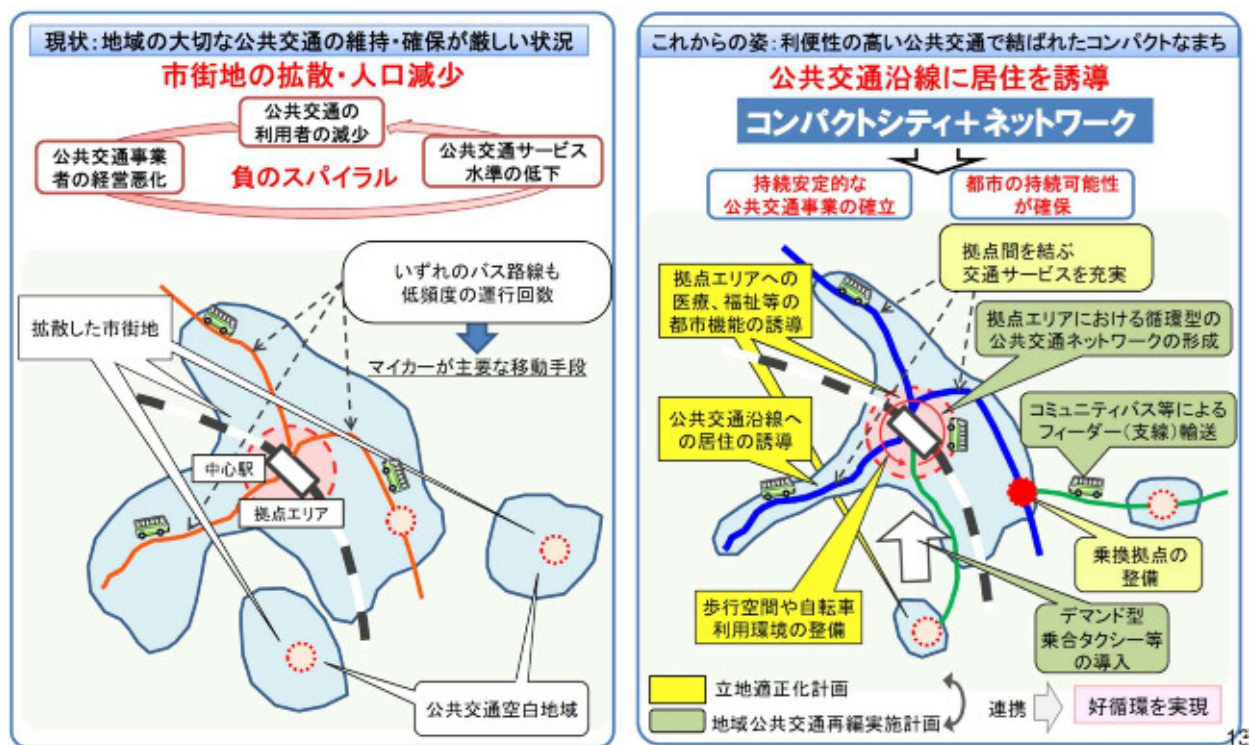 現状：地域の大切な公共交通の維持・確保が厳しい状況
市街地の拡散・人口減少
公共交通の
利用者の減少
公共交通事業
者の経営悪化
負のスパイラル
公共交通サービス
水準の低下
いずれのバス路線も
低頻度の運行回数
拡散した市街地
マイカーが主要な移動手段
中心駅
拠点エリア
公共交通空白地域
これからの姿：利便性の高い公共交通で結ばれたコンパクトなまち
公共交通沿線に居住を誘導
コンパクトシティ＋ネットワーク
持続安定的な
公共交通事業の確立
都市の持続可能性
が確保
拠点エリアへの
医療、福祉等の
都市機能の誘導
拠点間を結ぶ
交通サービスを充実
拠点エリアにおける循環型の
公共交通ネットワークの形成
公共交通沿線へ
の居住の誘導
コミュニティバス等による
フィーダー（支線）輸送
乗換拠点の
整備
歩行空間や自転車
利用環境の整備
デマンド型
乗合タクシー等
の導入
立地適正化計画
地域公共交通再編実施計画
連携
好循環を実現
13